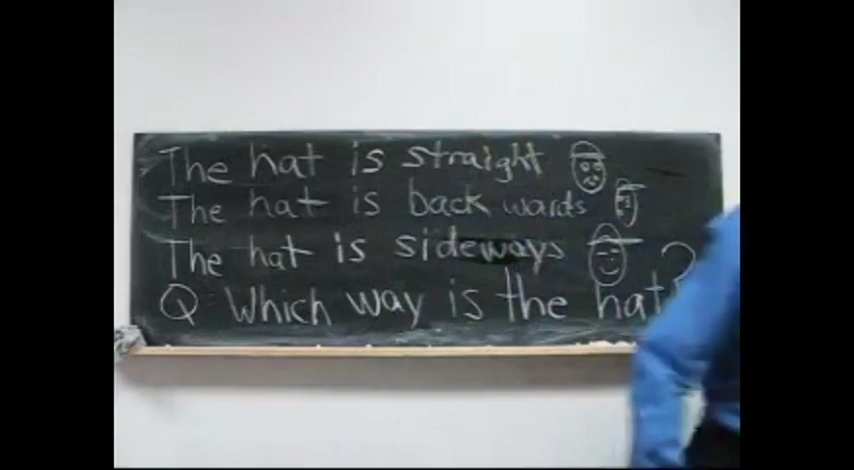 The hat is straight
The hat is back wards
The hat is sideways
Q Which way is the hat?